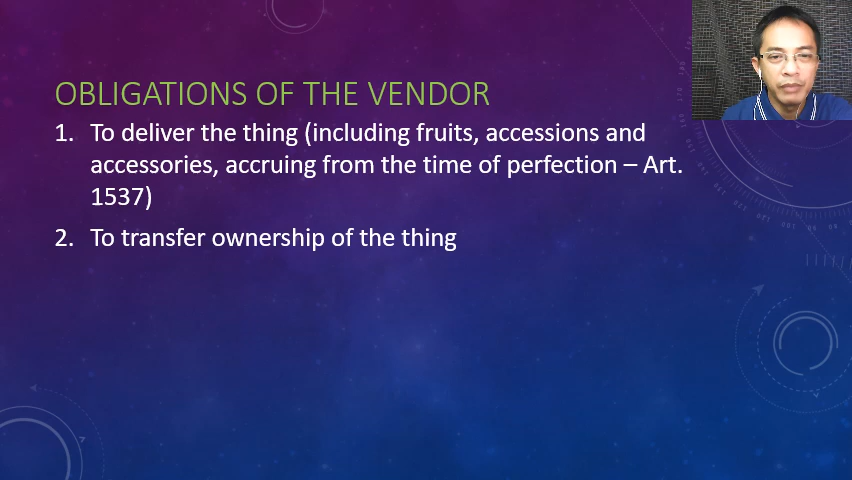 OBLIGATIONS OF THE VENDOR
1. To deliver the thing (including fruits, accessions and
accessories, accruing from the time of perfection – Art.
1537)
2. To transfer ownership of the thing